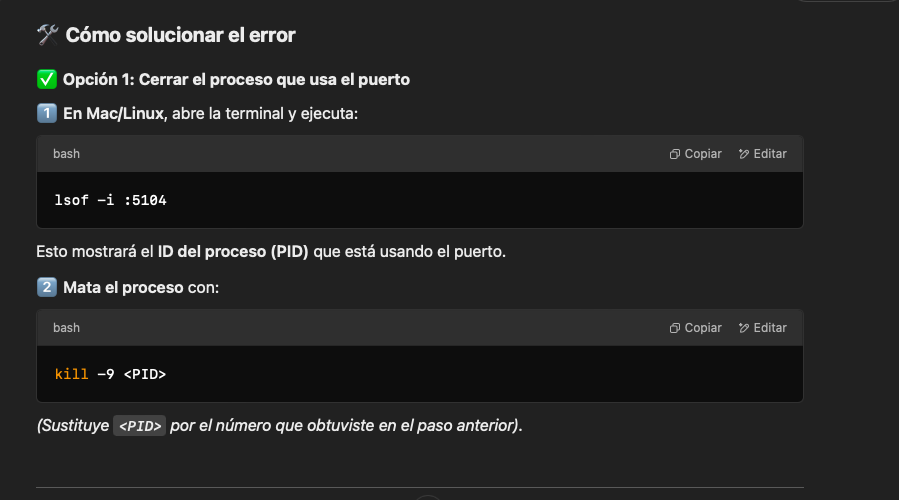 🛠️ Cómo solucionar el error
✅ Opción 1: Cerrar el proceso que usa el puerto
1️⃣ En Mac/Linux, abre la terminal y ejecuta:
bash Copiar Editar
lsof -i :5104
Esto mostrará el ID del proceso (PID) que está usando el puerto.
2️⃣ Mata el proceso con:
bash Copiar Editar
kill -9 <PID>
(Sustituye <PID> por el número que obtuviste en el paso anterior).